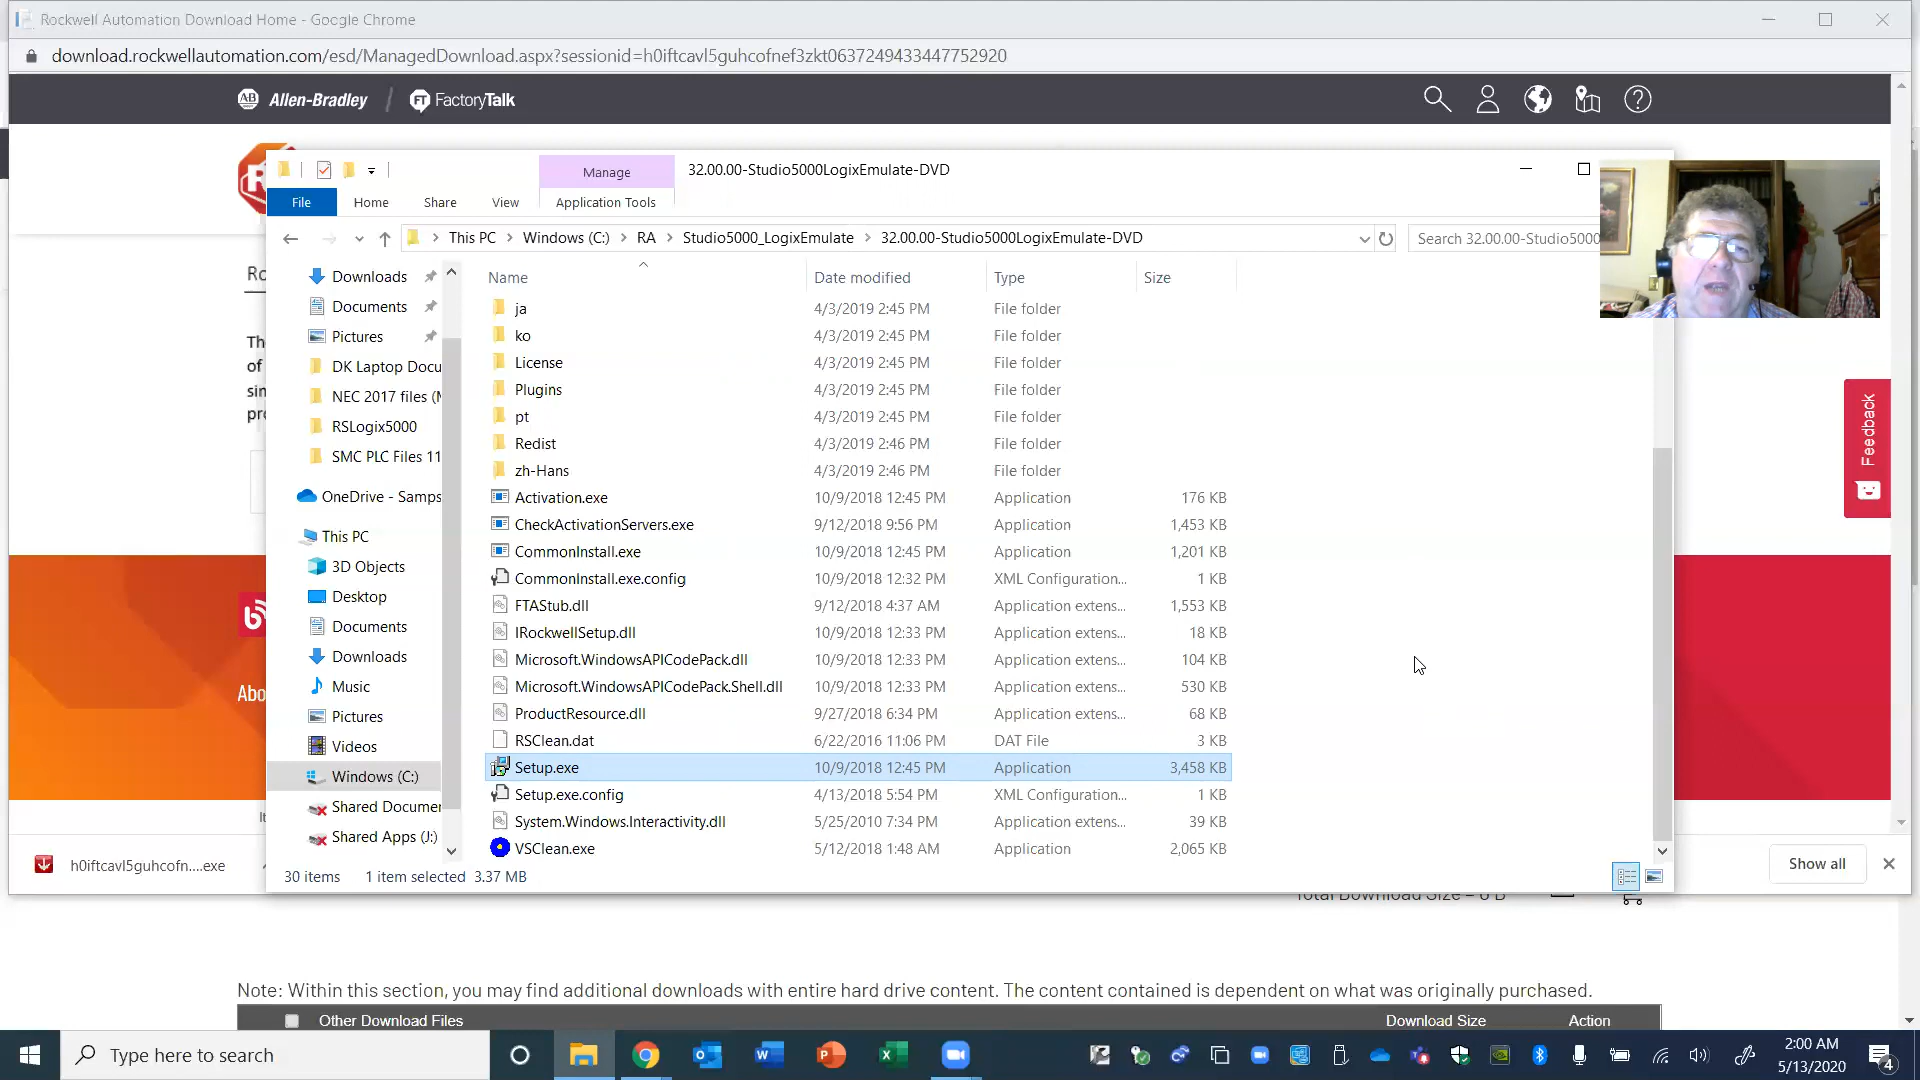 Rockwell Automation Download Home - Google Chrome
download.rockwellautomation.com/esd/ManagedDownload.aspx?sessionid=h0iftcavl5guhcofnef3zkt0637249433447752920
AB Allen-Bradley / FT FactoryTalk
Manage 32.00.00-Studio5000LogixEmulate-DVD
File Home Share View Application Tools
This PC > Windows (C:) > RA > Studio5000_LogixEmulate > 32.00.00-Studio5000LogixEmulate-DVD
Search 32.00.00-Studio5000
Ro
Th
of
sin
pr
Abo
It
Downloads
Documents
Pictures
DK Laptop Docu
NEC 2017 files (M
RSLogix5000
SMC PLC Files 11
OneDrive - Samps
This PC
3D Objects
Desktop
Documents
Downloads
Music
Pictures
Videos
Windows (C:)
Shared Documer
Shared Apps (J:)
Name Date modified Type Size
ja 4/3/2019 2:45 PM File folder
ko 4/3/2019 2:45 PM File folder
License 4/3/2019 2:45 PM File folder
Plugins 4/3/2019 2:45 PM File folder
pt 4/3/2019 2:45 PM File folder
Redist 4/3/2019 2:46 PM File folder
zh-Hans 4/3/2019 2:46 PM File folder
Activation.exe 10/9/2018 12:45 PM Application 176 KB
CheckActivationServers.exe 9/12/2018 9:56 PM Application 1,453 KB
CommonInstall.exe 10/9/2018 12:45 PM Application 1,201 KB
CommonInstall.exe.config 10/9/2018 12:32 PM XML Configuration... 1 KB
FTAStub.dll 9/12/2018 4:37 AM Application extens... 1,553 KB
IRockwellSetup.dll 10/9/2018 12:33 PM Application extens... 18 KB
Microsoft.WindowsAPICodePack.dll 10/9/2018 12:33 PM Application extens... 104 KB
Microsoft.WindowsAPICodePack.Shell.dll 10/9/2018 12:33 PM Application extens... 530 KB
ProductResource.dll 9/27/2018 6:34 PM Application extens... 68 KB
RSClean.dat 6/22/2016 11:06 PM DAT File 3 KB
Setup.exe 10/9/2018 12:45 PM Application 3,458 KB
Setup.exe.config 4/13/2018 5:54 PM XML Configuration... 1 KB
System.Windows.Interactivity.dll 5/25/2010 7:34 PM Application extens... 39 KB
VSClean.exe 5/12/2018 1:48 AM Application 2,065 KB
30 items 1 item selected 3.37 MB
Feedback
h0iftcavl5guhcofn....exe
Show all
Total Download Size = 0 B
Note: Within this section, you may find additional downloads with entire hard drive content. The content contained is dependent on what was originally purchased.
Other Download Files Download Size Action
Type here to search
2:00 AM
5/13/2020
4